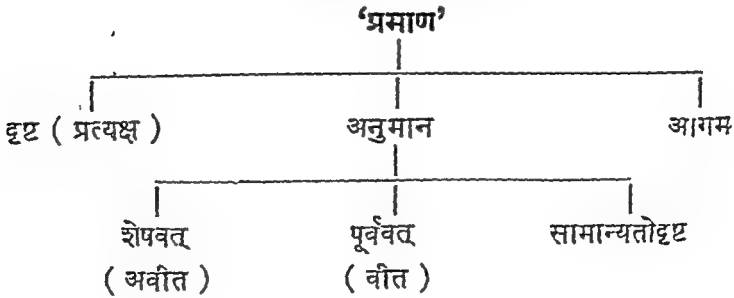 ‘प्रमाण’
दृष्ट ( प्रत्यक्ष ) अनुमान आगम
शेषवत् पूर्ववत् सामान्यतोदृष्ट
( अवीत ) ( वीत )